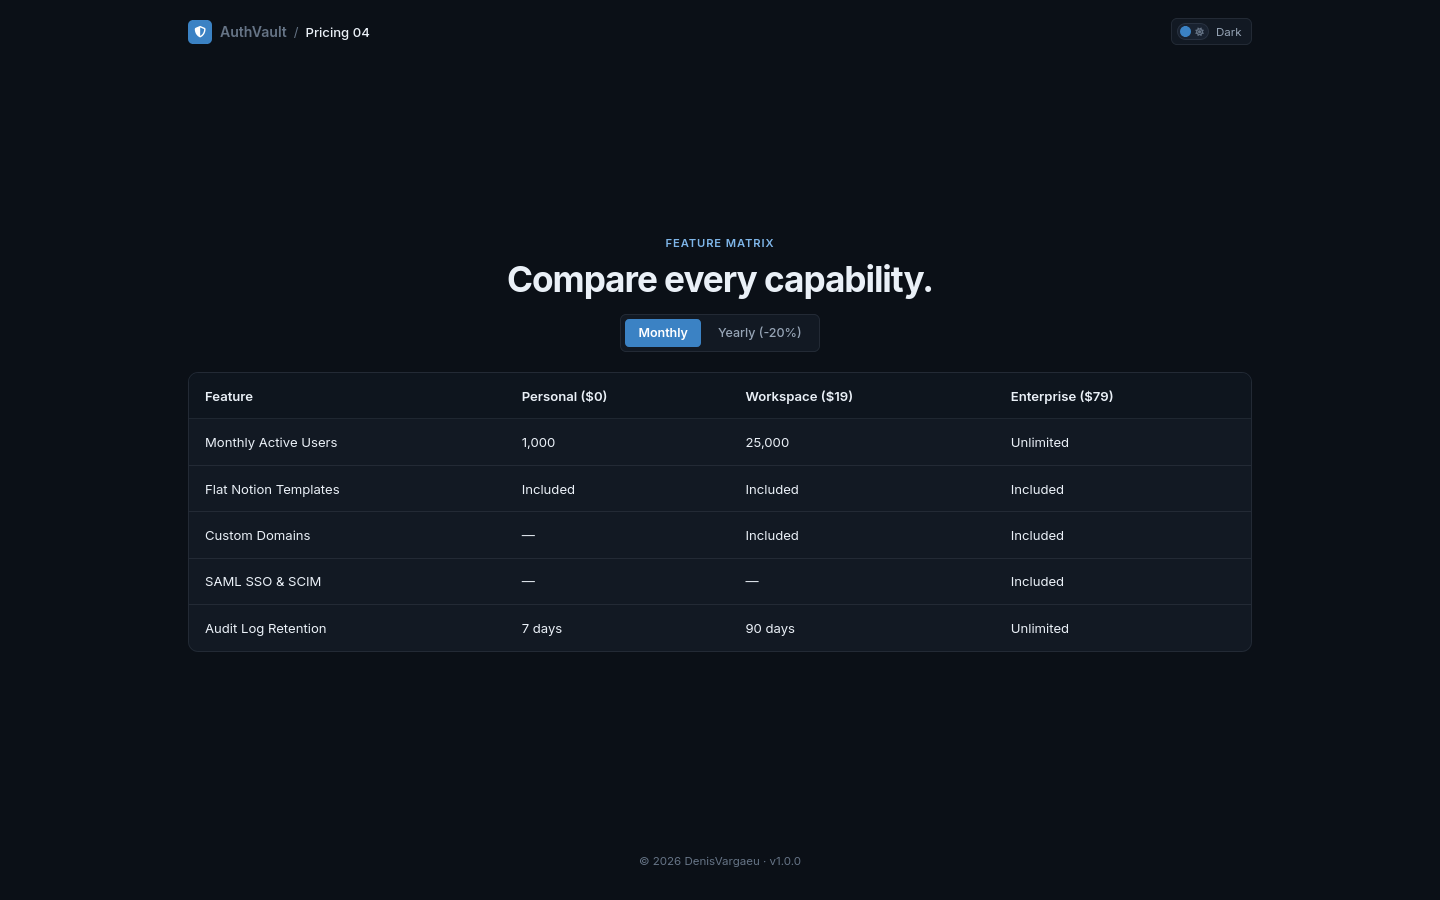 AuthVault / Pricing 04
Dark
FEATURE MATRIX
Compare every capability.
Monthly Yearly (-20%)
Feature Personal ($0) Workspace ($19) Enterprise ($79)
Monthly Active Users 1,000 25,000 Unlimited
Flat Notion Templates Included Included Included
Custom Domains — Included Included
SAML SSO & SCIM — — Included
Audit Log Retention 7 days 90 days Unlimited
© 2026 DenisVargaeu · v1.0.0